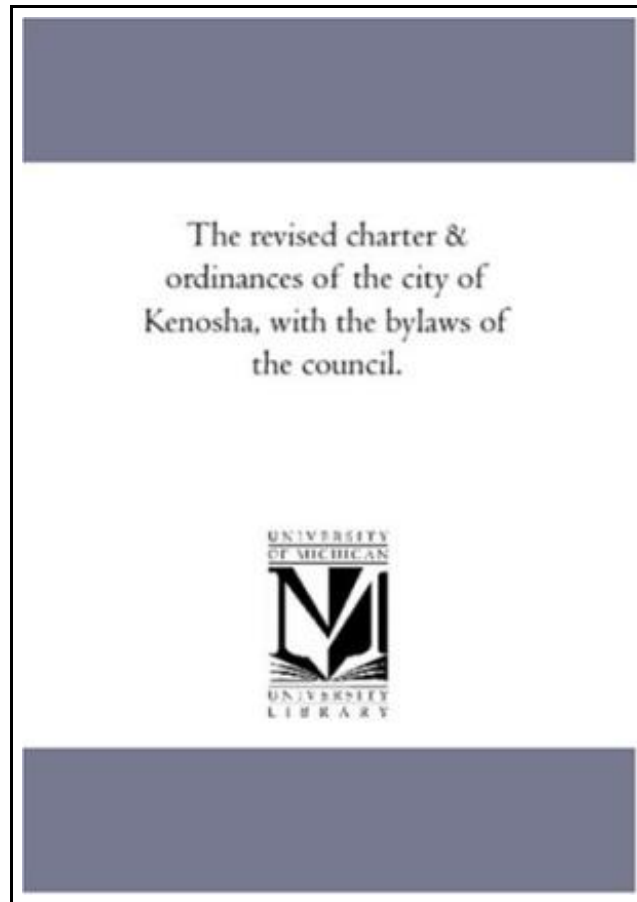 The revised charter &
ordinances of the city of
Kenosha, with the bylaws of
the council.
UNIVERSITY
OF MICHIGAN
UNIVERSITY
LIBRARY